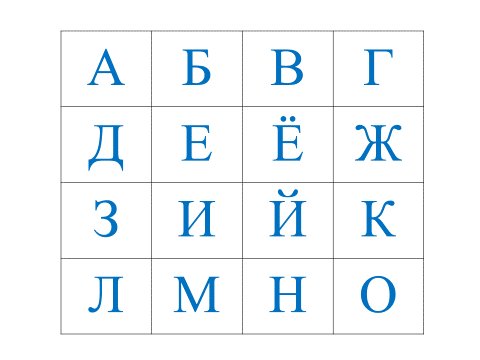 А Б В Г
Д Е Ё Ж
З И Й К
Л М Н О